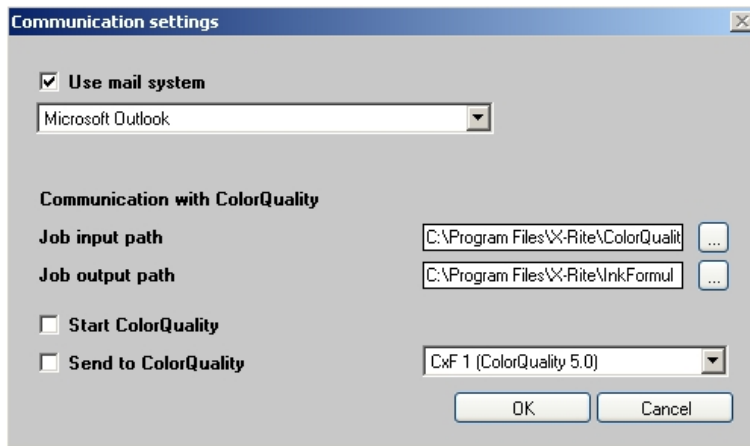 Communication settings
Use mail system
Microsoft Outlook
Communication with ColorQuality
Job input path C:\Program Files\X-Rite\ColorQualit ...
Job output path C:\Program Files\X-Rite\InkFormul ...
Start ColorQuality
Send to ColorQuality CxF 1 (ColorQuality 5.0)
OK Cancel